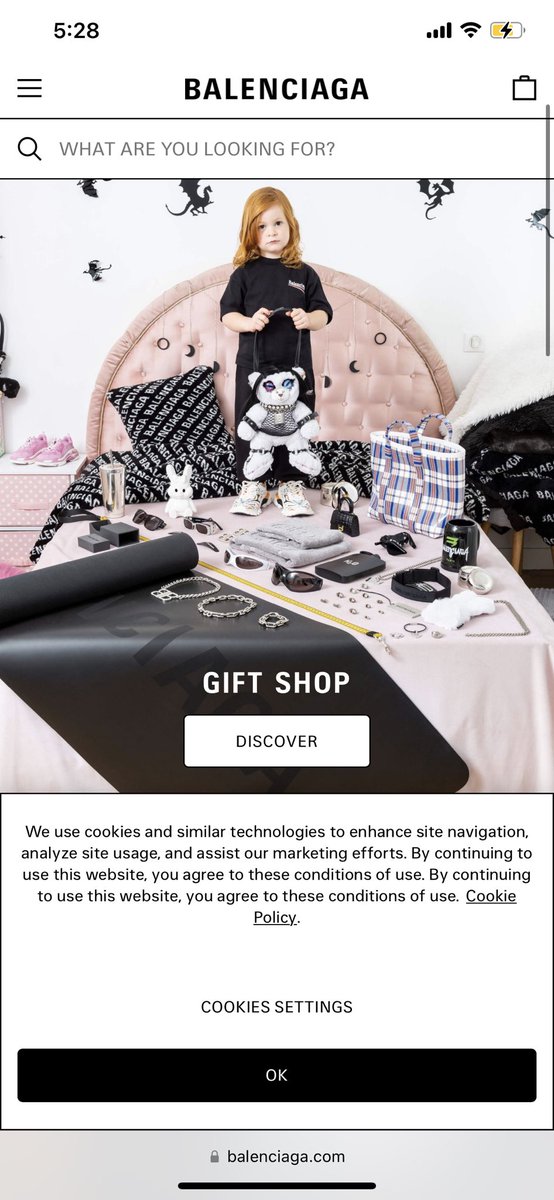 5:28
BALENCIAGA
WHAT ARE YOU LOOKING FOR?
GIFT SHOP
DISCOVER
We use cookies and similar technologies to enhance site navigation,
analyze site usage, and assist our marketing efforts. By continuing to
use this website, you agree to these conditions of use. By continuing
to use this website, you agree to these conditions of use. Cookie
Policy.
COOKIES SETTINGS
OK
balenciaga.com